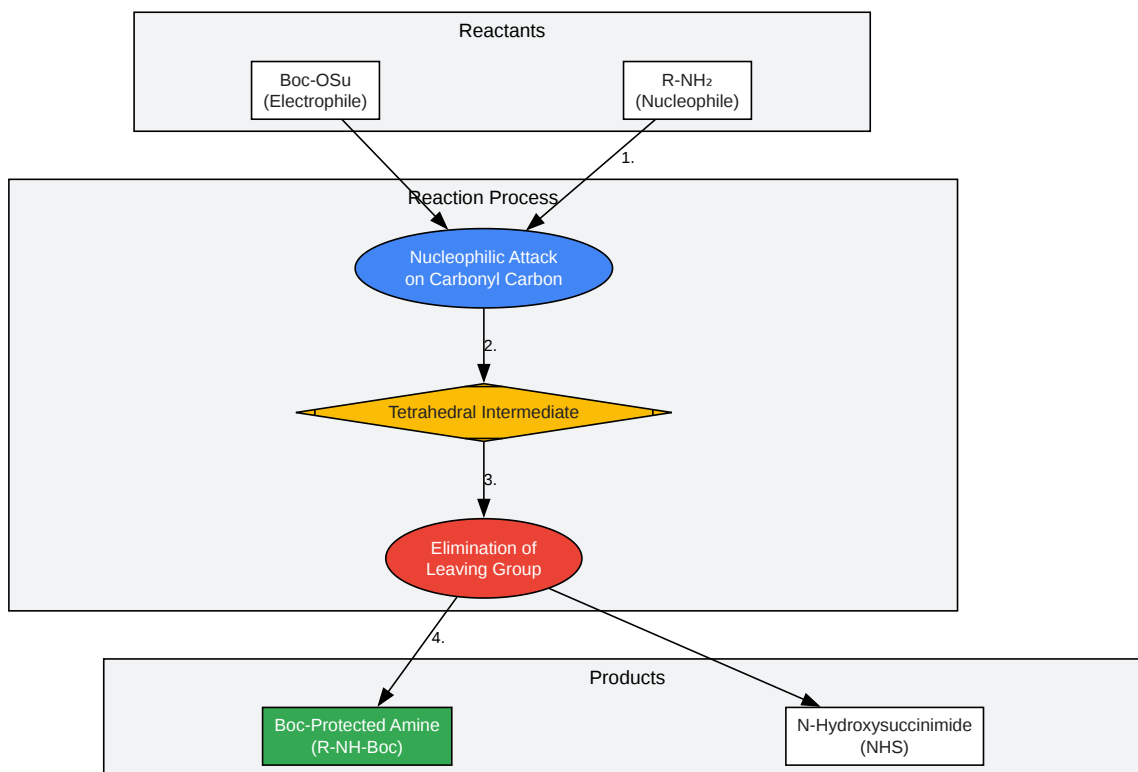 Reactants
Boc-OSu
(Electrophile)
R-NH₂
(Nucleophile)
1.
Reaction Process
Nucleophilic Attack
on Carbonyl Carbon
2.
Tetrahedral Intermediate
3.
Elimination of
Leaving Group
4.
Products
Boc-Protected Amine
(R-NH-Boc)
N-Hydroxysuccinimide
(NHS)